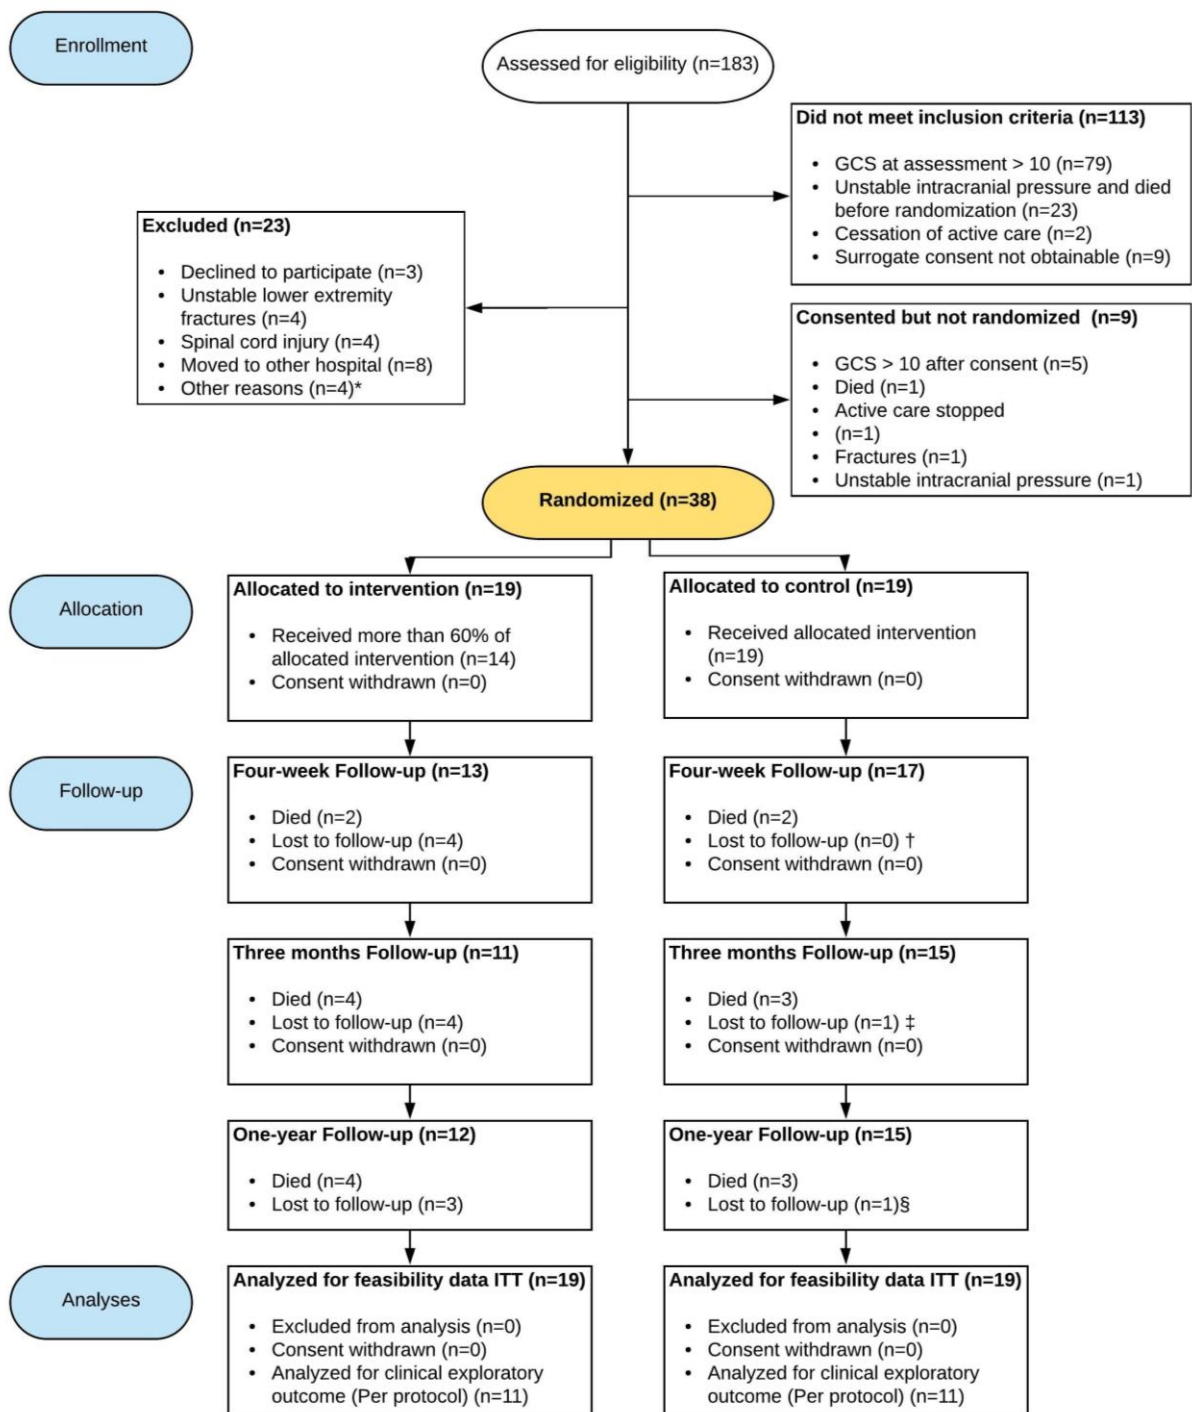 Enrollment
Assessed for eligibility (n=183)
Did not meet inclusion criteria (n=113)
• GCS at assessment > 10 (n=79)
• Unstable intracranial pressure and died
before randomization (n=23)
• Cessation of active care (n=2)
• Surrogate consent not obtainable (n=9)
Excluded (n=23)
• Declined to participate (n=3)
• Unstable lower extremity
fractures (n=4)
• Spinal cord injury (n=4)
• Moved to other hospital (n=8)
• Other reasons (n=4)*
Consented but not randomized (n=9)
• GCS > 10 after consent (n=5)
• Died (n=1)
• Active care stopped
• (n=1)
• Fractures (n=1)
• Unstable intracranial pressure (n=1)
Randomized (n=38)
Allocation
Allocated to intervention (n=19)
• Received more than 60% of
allocated intervention (n=14)
• Consent withdrawn (n=0)
Allocated to control (n=19)
• Received allocated intervention
(n=19)
• Consent withdrawn (n=0)
Follow-up
Four-week Follow-up (n=13)
• Died (n=2)
• Lost to follow-up (n=4)
• Consent withdrawn (n=0)
Four-week Follow-up (n=17)
• Died (n=2)
• Lost to follow-up (n=0) †
• Consent withdrawn (n=0)
Three months Follow-up (n=11)
• Died (n=4)
• Lost to follow-up (n=4)
• Consent withdrawn (n=0)
Three months Follow-up (n=15)
• Died (n=3)
• Lost to follow-up (n=1) ‡
• Consent withdrawn (n=0)
One-year Follow-up (n=12)
• Died (n=4)
• Lost to follow-up (n=3)
One-year Follow-up (n=15)
• Died (n=3)
• Lost to follow-up (n=1)§
Analyses
Analyzed for feasibility data ITT (n=19)
• Excluded from analysis (n=0)
• Consent withdrawn (n=0)
• Analyzed for clinical exploratory
outcome (Per protocol) (n=11)
Analyzed for feasibility data ITT (n=19)
• Excluded from analysis (n=0)
• Consent withdrawn (n=0)
• Analyzed for clinical exploratory
outcome (Per protocol) (n=11)